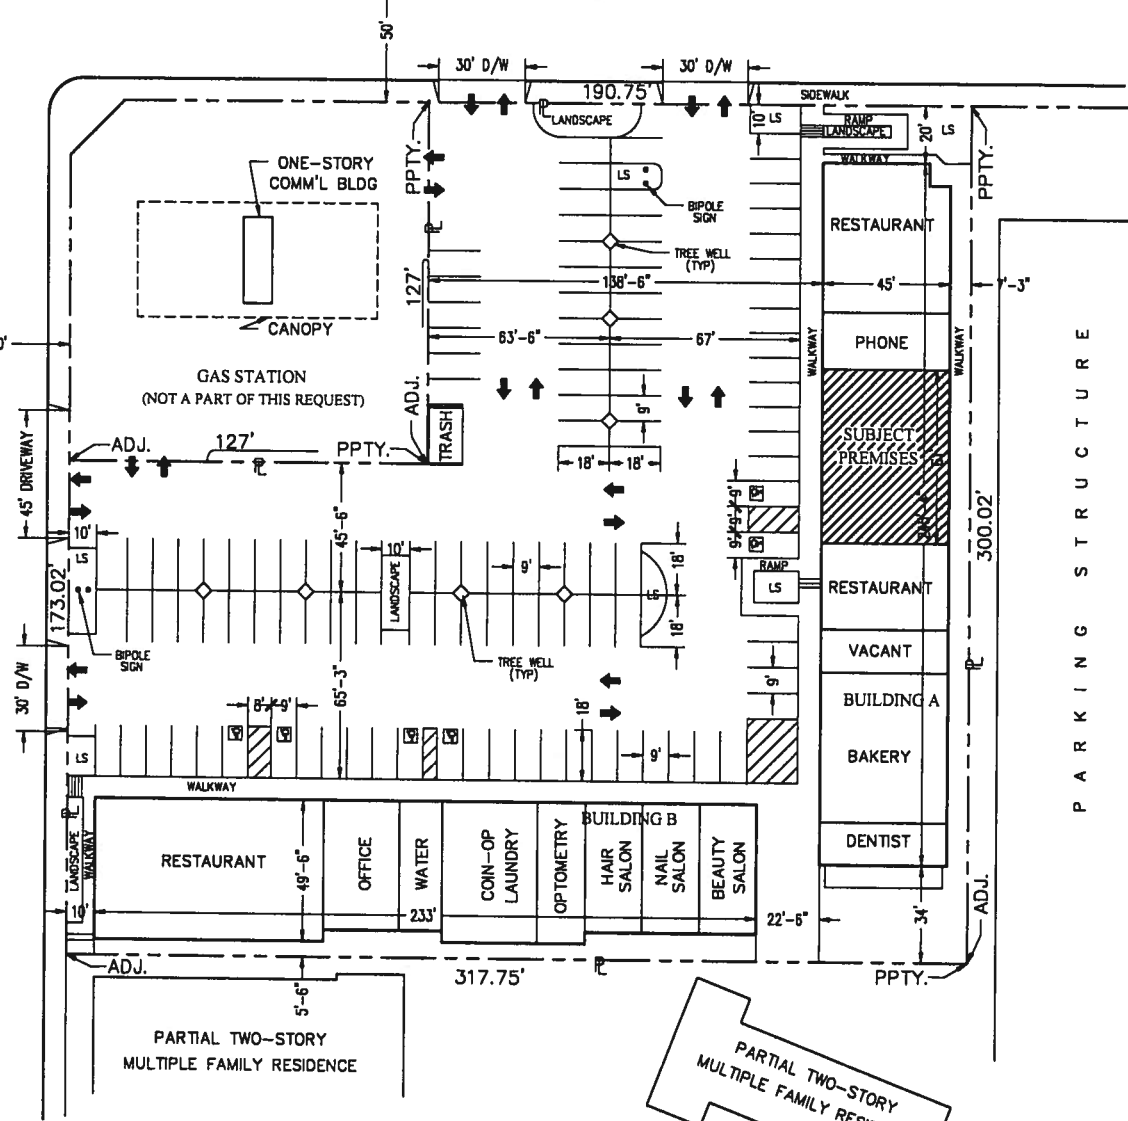 50'
30' D/W
30' D/W
190.75'
SIDEWALK
10'
LS
RAMP
LANDSCAPE
20'
LS
LANDSCAPE
WALKWAY
PPTY.
PPTY.
ONE-STORY
COMM'L BLDG
LS
BIPOLE
SIGN
RESTAURANT
TREE WELL
(TYP)
127'
138'-6"
45'
7'-3"
CANOPY
63'-6"
67'
WALKWAY
PHONE
WALKWAY
GAS STATION
(NOT A PART OF THIS REQUEST)
ADJ.
9'
TRASH
SUBJECT
PREMISES
PARKING STRUCTURE
45' DRIVEWAY
ADJ.
127'
PPTY.
18'
18'
9'
9'
9'
300.02'
10'
45'-6"
10'
LS
LANDSCAPE
9'
18'
RAMP
LS
LS
RESTAURANT
173.02'
18'
BIPOLE
SIGN
TREE WELL
(TYP)
VACANT
30' D/W
65'-3"
9'
8'
9'
18'
BUILDING A
9'
BAKERY
LS
WALKWAY
LANDSCAPE
WALKWAY
BUILDING B
DENTIST
RESTAURANT
49'-6"
OFFICE
WATER
COIN-OP
LAUNDRY
OPTOMETRY
HAIR
SALON
NAIL
SALON
BEAUTY
SALON
10'
233'
22'-6"
34'
ADJ.
ADJ.
317.75'
PPTY.
5'-6"
PARTIAL TWO-STORY
MULTIPLE FAMILY RESIDENCE
PARTIAL TWO-STORY
MULTIPLE FAMILY